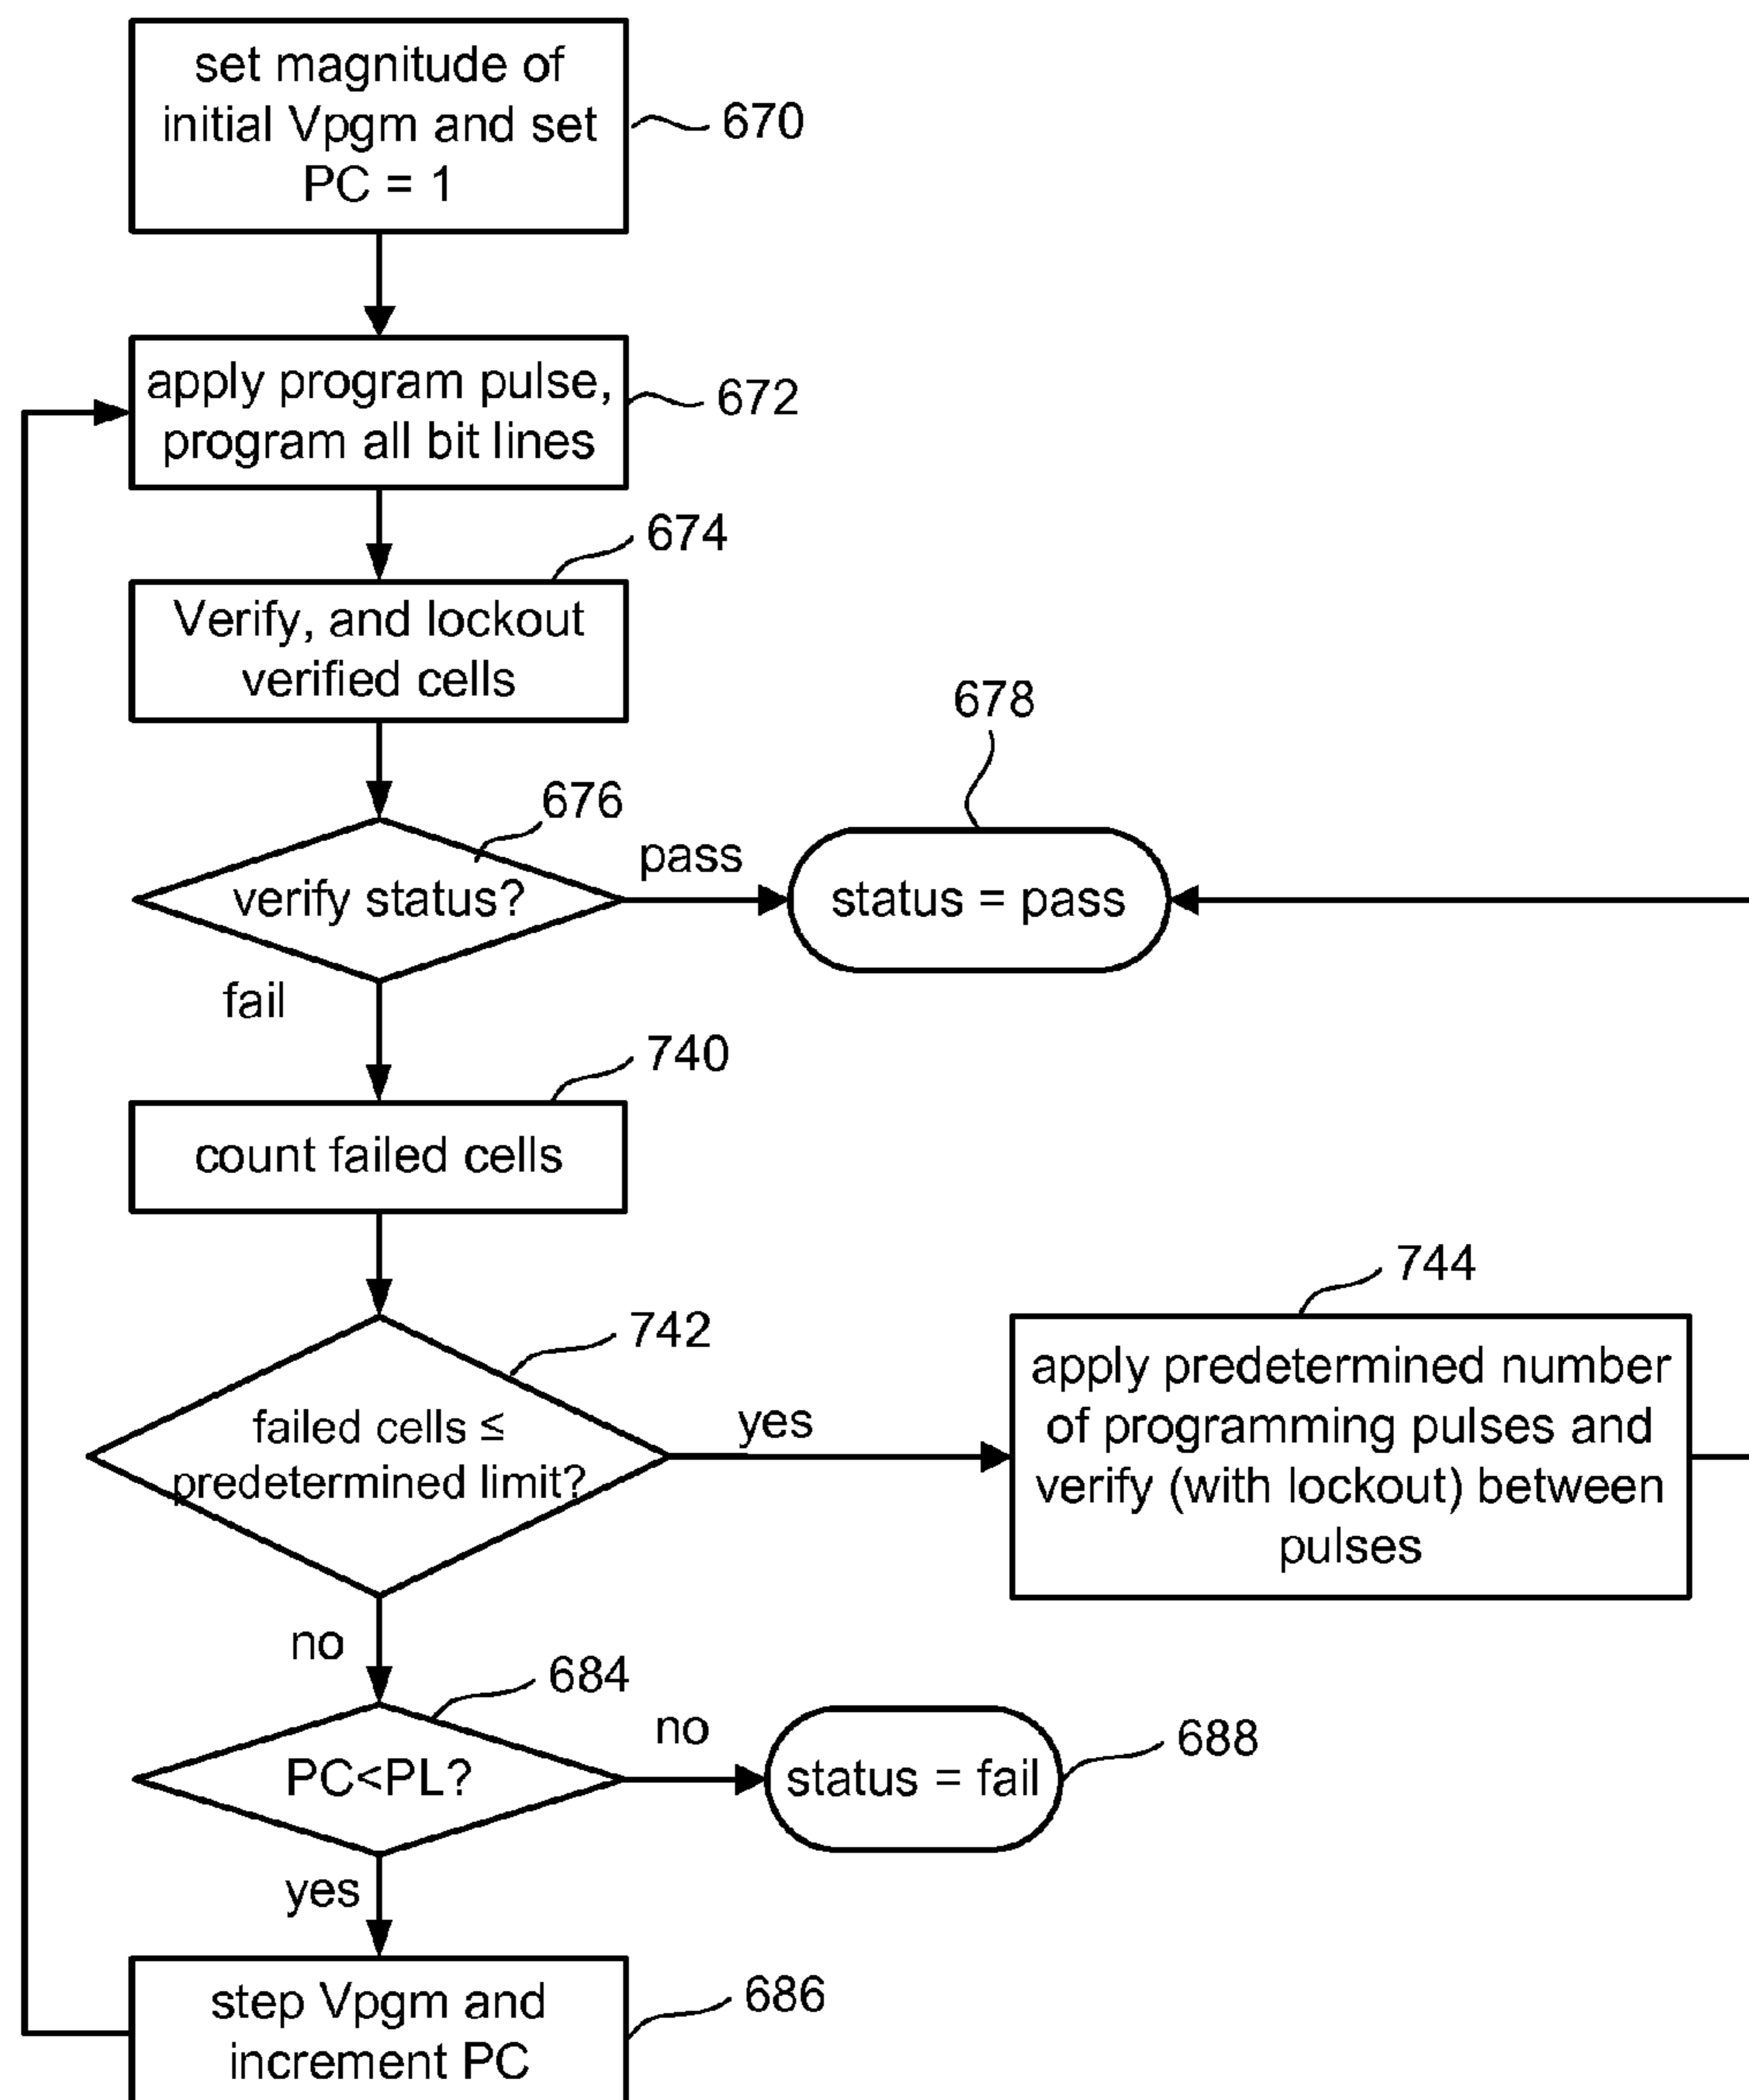 set magnitude of
initial Vpgm and set
PC = 1
670
apply program pulse,
program all bit lines
672
674
Verify, and lockout
verified cells
678
676
pass
verify status?
status = pass
fail
740
count failed cells
744
742
failed cells ≤
predetermined limit?
yes
apply predetermined number
of programming pulses and
verify (with lockout) between
pulses
no
684
no
688
PC<PL?
status = fail
yes
step Vpgm and
increment PC
686